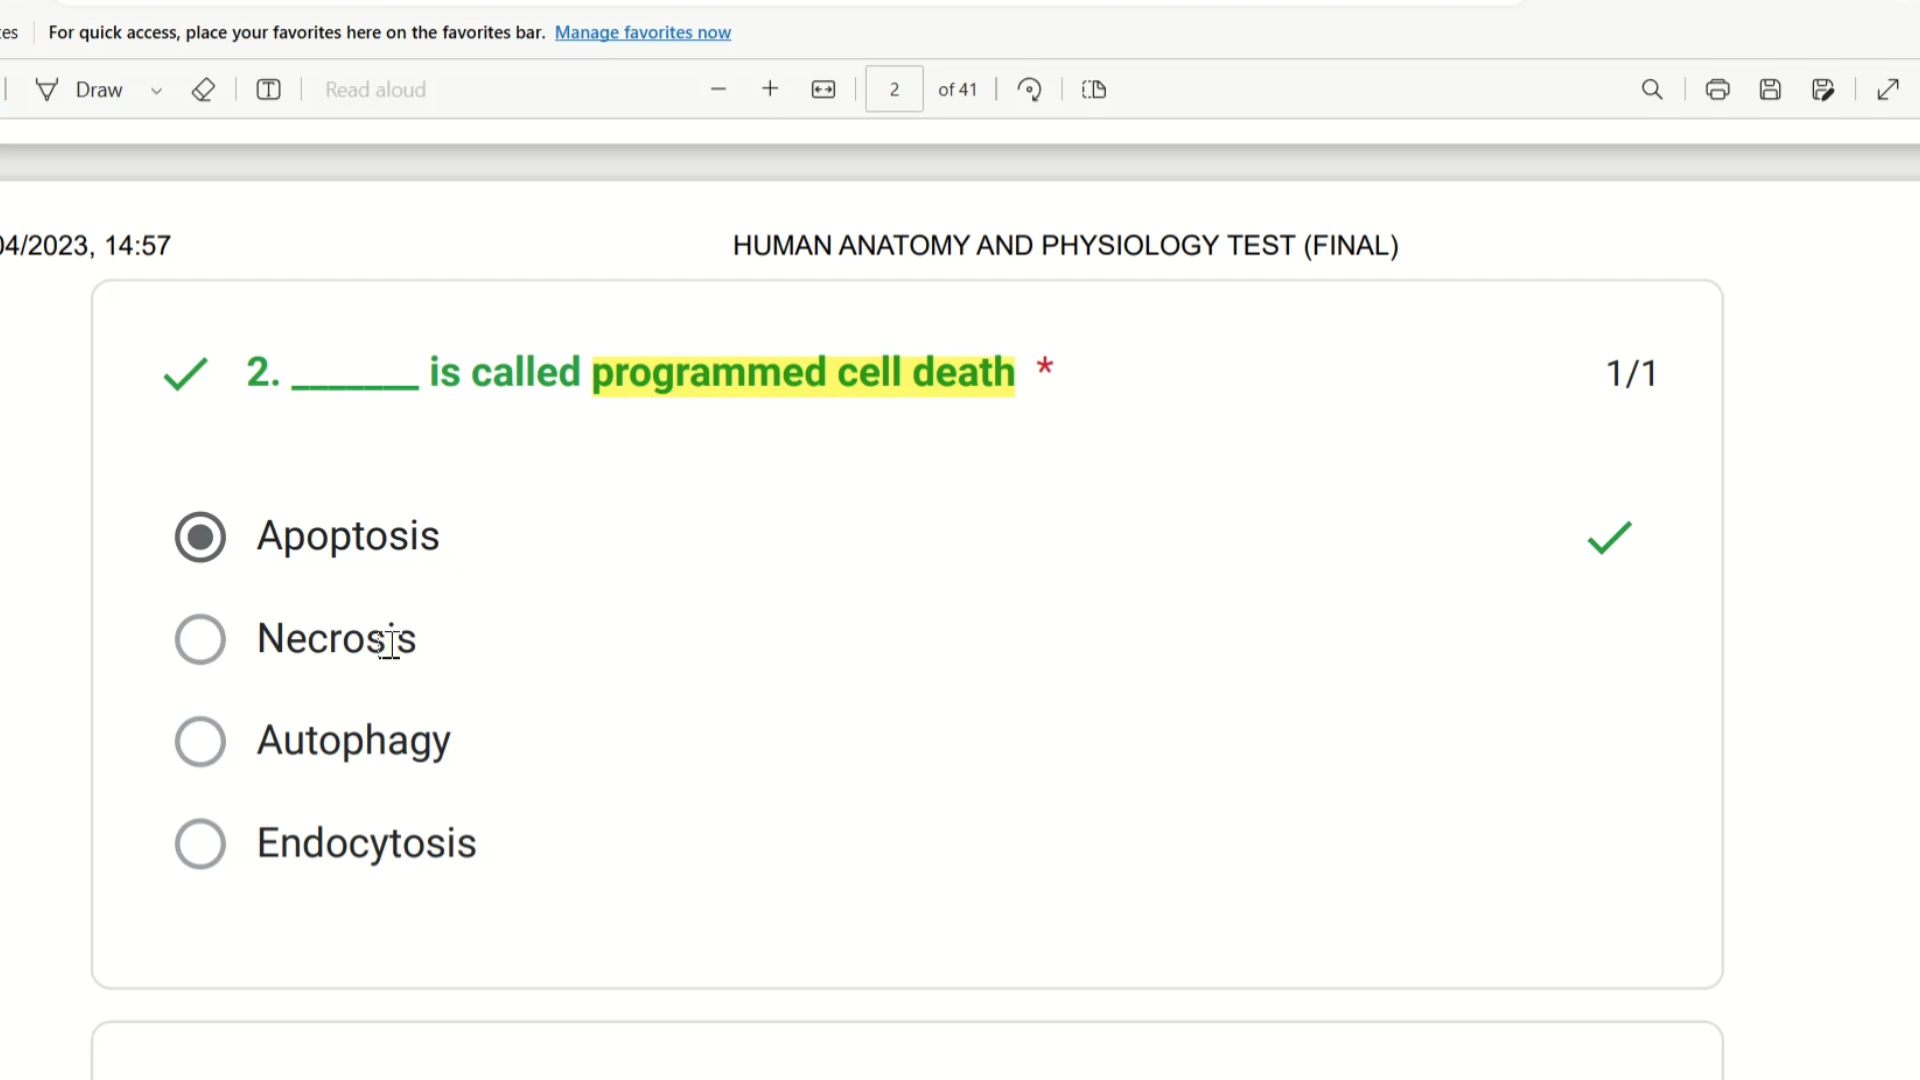 For quick access, place your favorites here on the favorites bar. Manage favorites now
Draw Read aloud 2 of 41
04/2023, 14:57 HUMAN ANATOMY AND PHYSIOLOGY TEST (FINAL)
2. _______ is called programmed cell death * 1/1
Apoptosis
Necrosis
Autophagy
Endocytosis